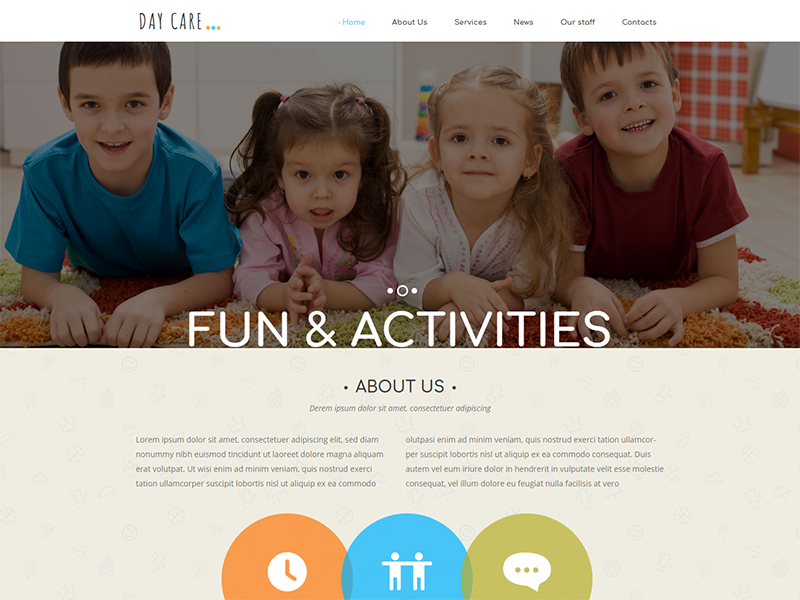 DAY CARE...
- Home About Us Services News Our staff Contacts
FUN & ACTIVITIES
• ABOUT US •
Derem ipsum dolor sit amet, consectetuer adipiscing
Lorem ipsum dolor sit amet, consectetuer adipiscing elit, sed diam
nonummy nibh euismod tincidunt ut laoreet dolore magna aliquam
erat volutpat. Ut wisi enim ad minim veniam, quis nostrud exerci
tation ullamcorper suscipit lobortis nisl ut aliquip ex ea commodo
olutpasi enim ad minim veniam, quis nostrud exerci tation ullamcor-
per suscipit lobortis nisl ut aliquip ex ea commodo consequat. Duis
autem vel eum iriure dolor in hendrerit in vulputate velit esse molestie
consequat, vel illum dolore eu feugiat nulla facilisis at vero